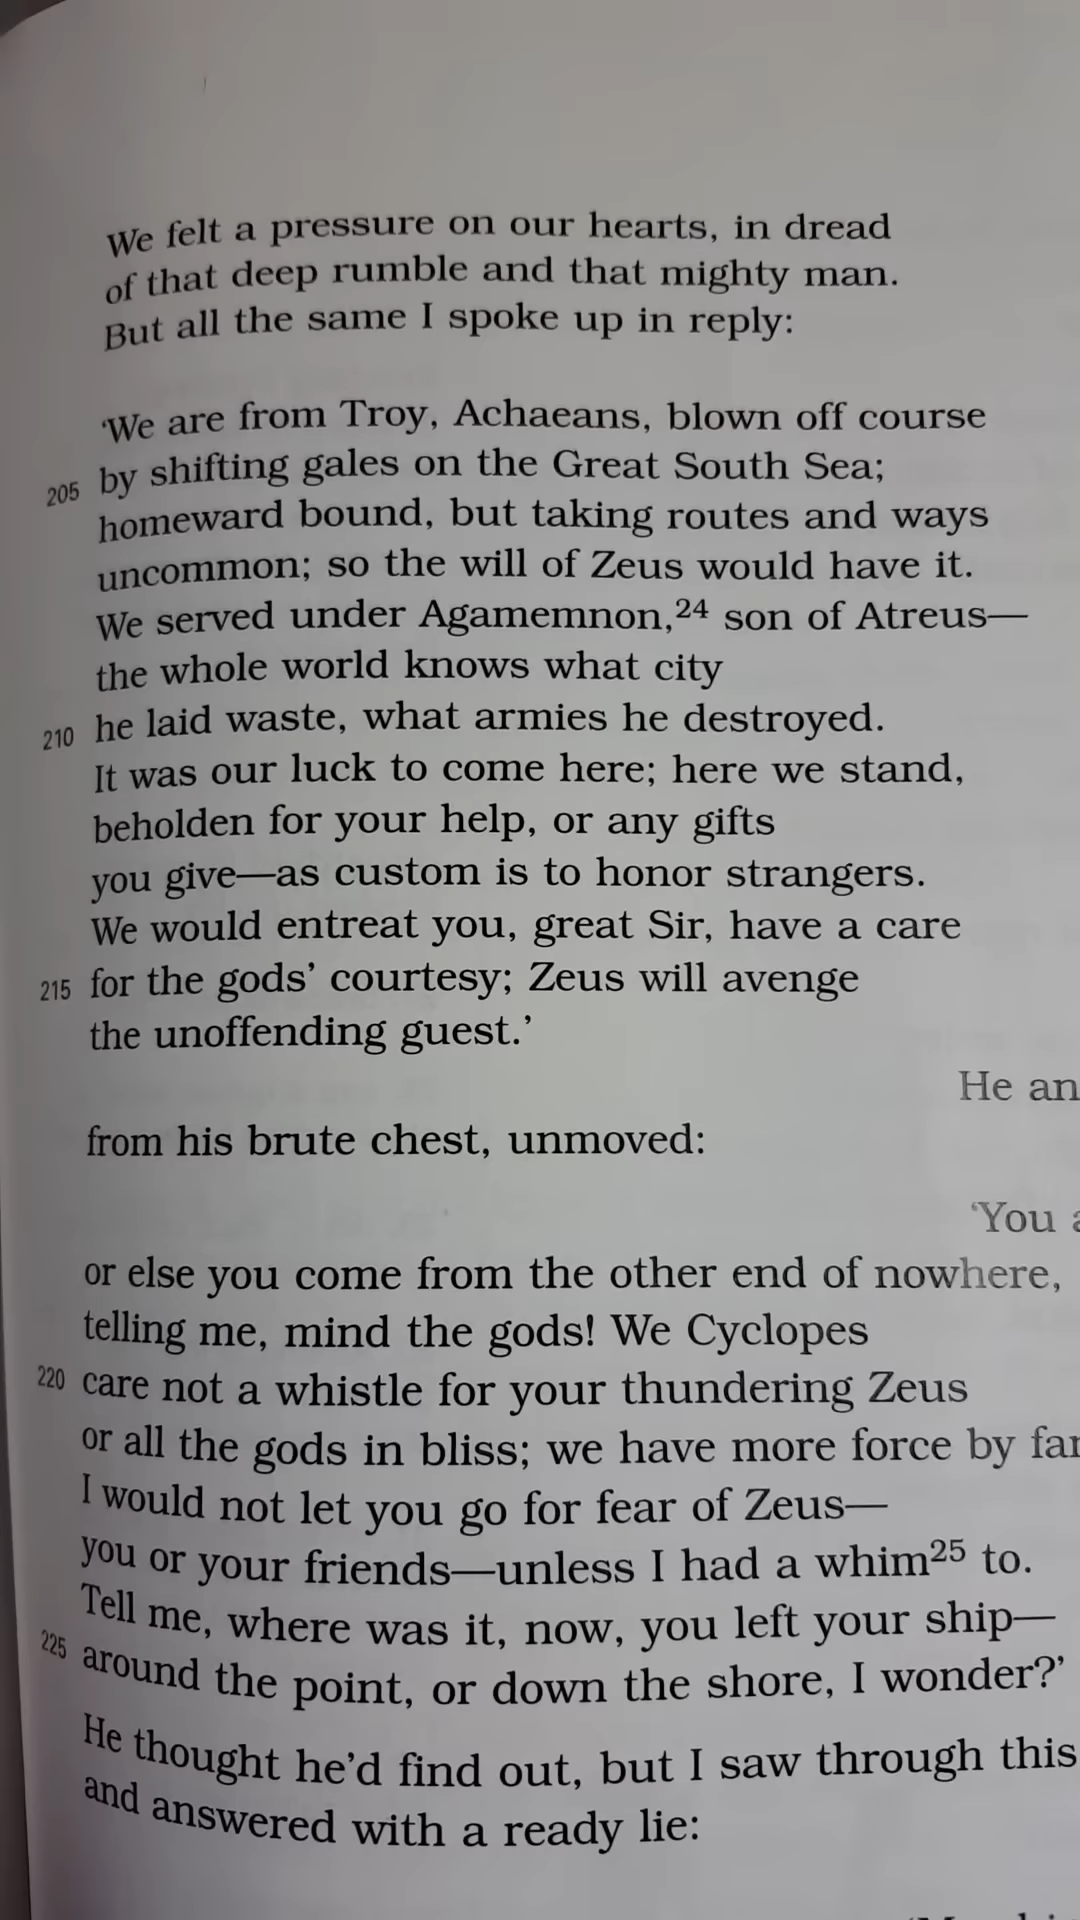 We felt a pressure on our hearts, in dread
of that deep rumble and that mighty man.
But all the same I spoke up in reply:
‘We are from Troy, Achaeans, blown off course
205 by shifting gales on the Great South Sea;
homeward bound, but taking routes and ways
uncommon; so the will of Zeus would have it.
We served under Agamemnon,²⁴ son of Atreus—
the whole world knows what city
210 he laid waste, what armies he destroyed.
It was our luck to come here; here we stand,
beholden for your help, or any gifts
you give—as custom is to honor strangers.
We would entreat you, great Sir, have a care
215 for the gods’ courtesy; Zeus will avenge
the unoffending guest.’
He an
from his brute chest, unmoved:
‘You
or else you come from the other end of nowhere,
telling me, mind the gods! We Cyclopes
220 care not a whistle for your thundering Zeus
or all the gods in bliss; we have more force by far
I would not let you go for fear of Zeus—
you or your friends—unless I had a whim²⁵ to.
Tell me, where was it, now, you left your ship—
225 around the point, or down the shore, I wonder?’
He thought he’d find out, but I saw through this
and answered with a ready lie: